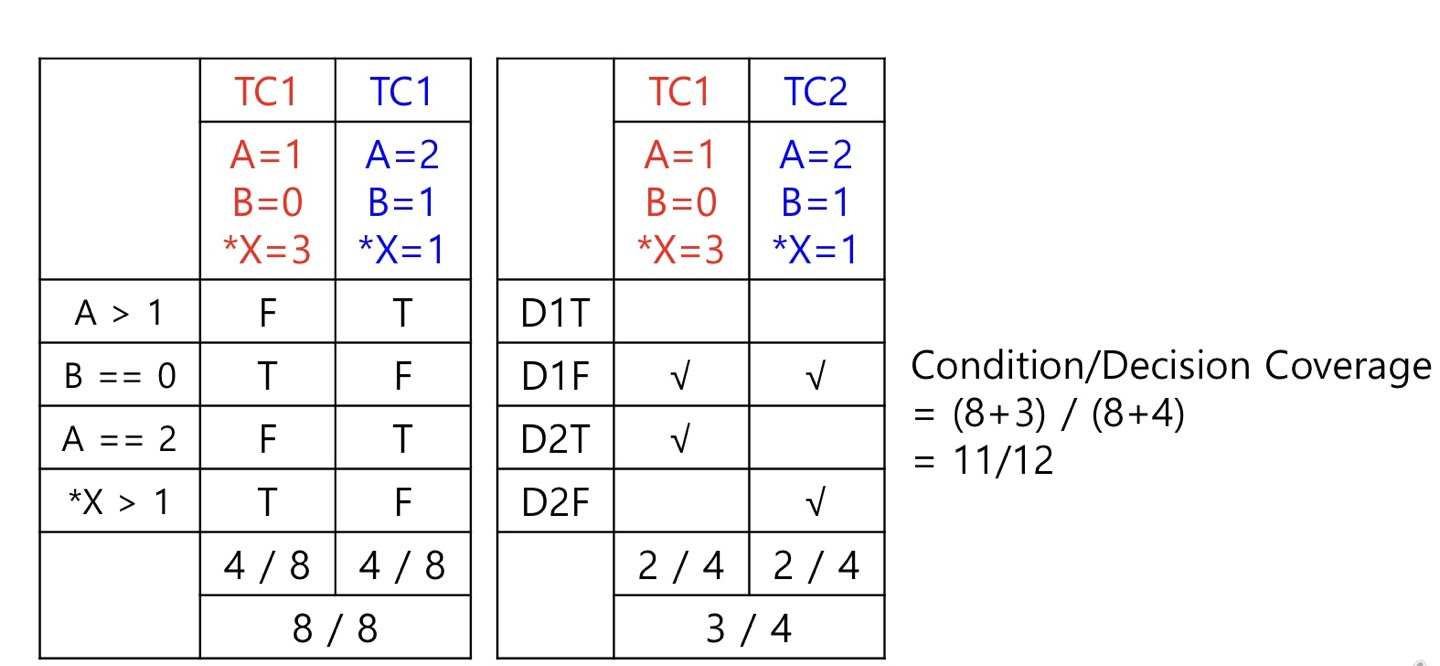 TC1 TC1 TC1 TC2
A=1 A=2 A=1 A=2
B=0 B=1 B=0 B=1
*X=3 *X=1 *X=3 *X=1
A > 1 F T D1T
B == 0 T F D1F √ √
A == 2 F T D2T √
*X > 1 T F D2F √
4 / 8 4 / 8 2 / 4 2 / 4
8 / 8 3 / 4
Condition/Decision Coverage
= (8+3) / (8+4)
= 11/12